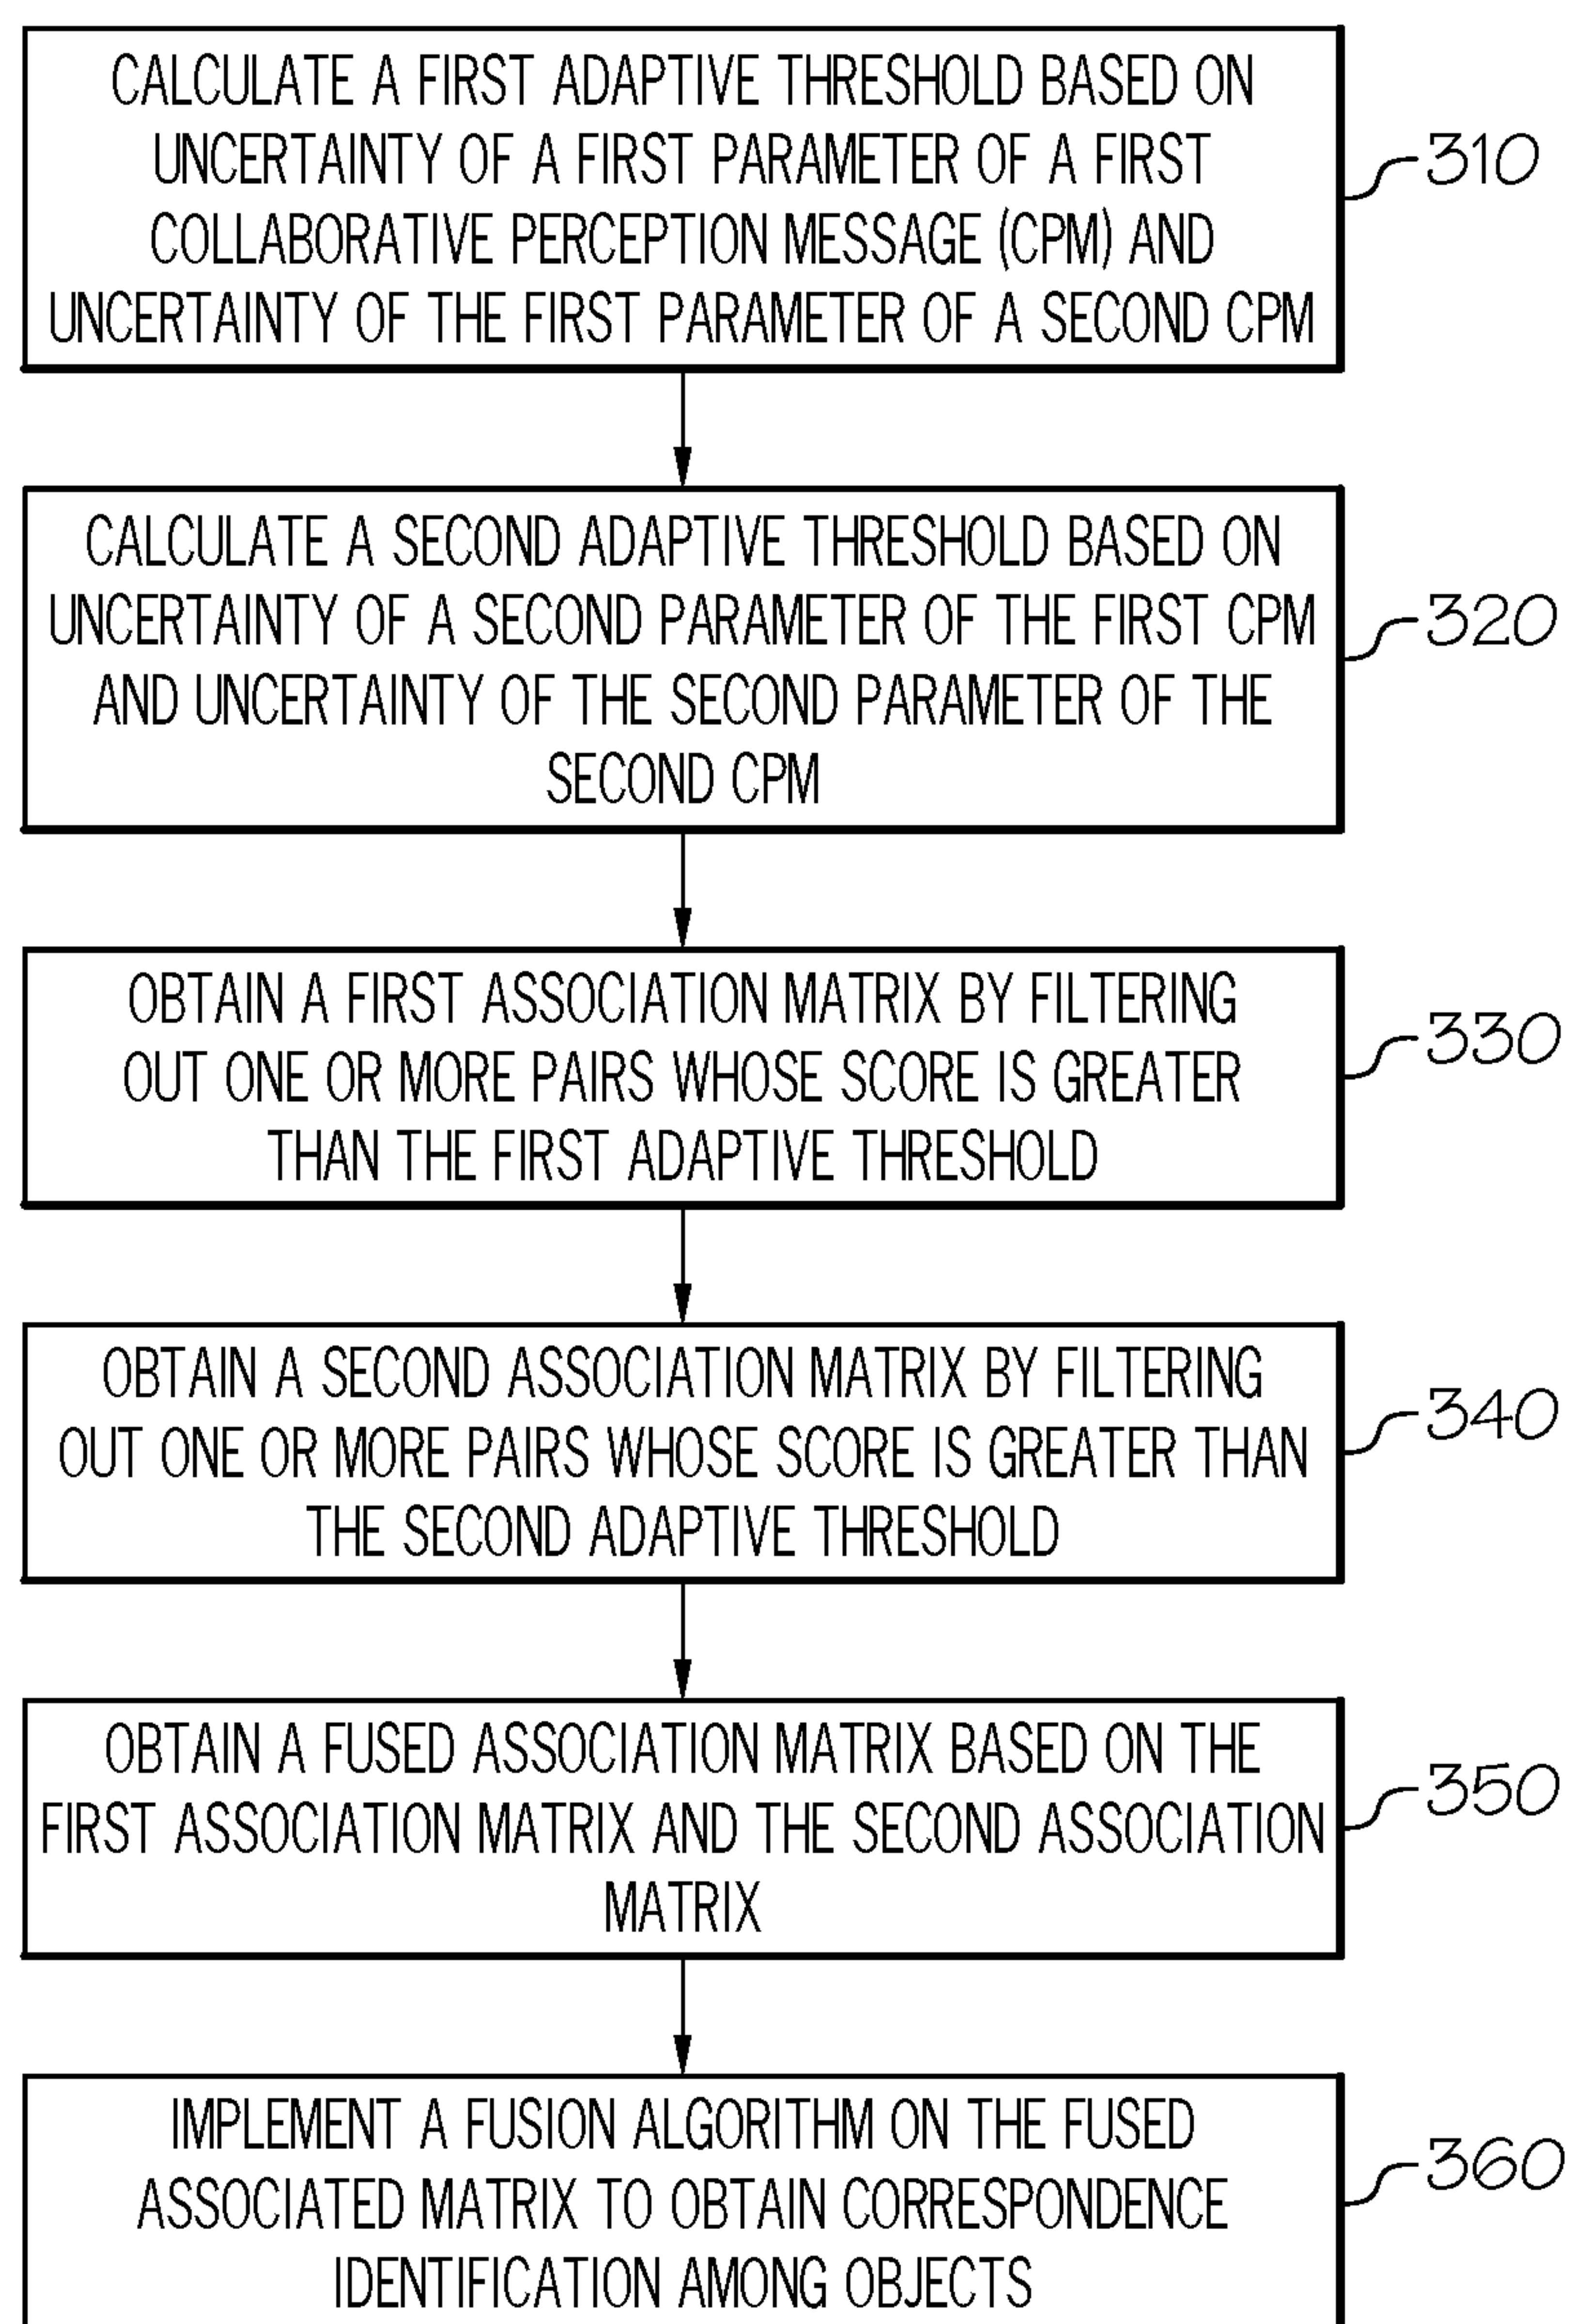 CALCULATE A FIRST ADAPTIVE THRESHOLD BASED ON
UNCERTAINTY OF A FIRST PARAMETER OF A FIRST
COLLABORATIVE PERCEPTION MESSAGE (CPM) AND
UNCERTAINTY OF THE FIRST PARAMETER OF A SECOND CPM
310
CALCULATE A SECOND ADAPTIVE THRESHOLD BASED ON
UNCERTAINTY OF A SECOND PARAMETER OF THE FIRST CPM
AND UNCERTAINTY OF THE SECOND PARAMETER OF THE
SECOND CPM
320
OBTAIN A FIRST ASSOCIATION MATRIX BY FILTERING
OUT ONE OR MORE PAIRS WHOSE SCORE IS GREATER
THAN THE FIRST ADAPTIVE THRESHOLD
330
OBTAIN A SECOND ASSOCIATION MATRIX BY FILTERING
OUT ONE OR MORE PAIRS WHOSE SCORE IS GREATER THAN
THE SECOND ADAPTIVE THRESHOLD
340
OBTAIN A FUSED ASSOCIATION MATRIX BASED ON THE
FIRST ASSOCIATION MATRIX AND THE SECOND ASSOCIATION
MATRIX
350
IMPLEMENT A FUSION ALGORITHM ON THE FUSED
ASSOCIATED MATRIX TO OBTAIN CORRESPONDENCE
IDENTIFICATION AMONG OBJECTS
360